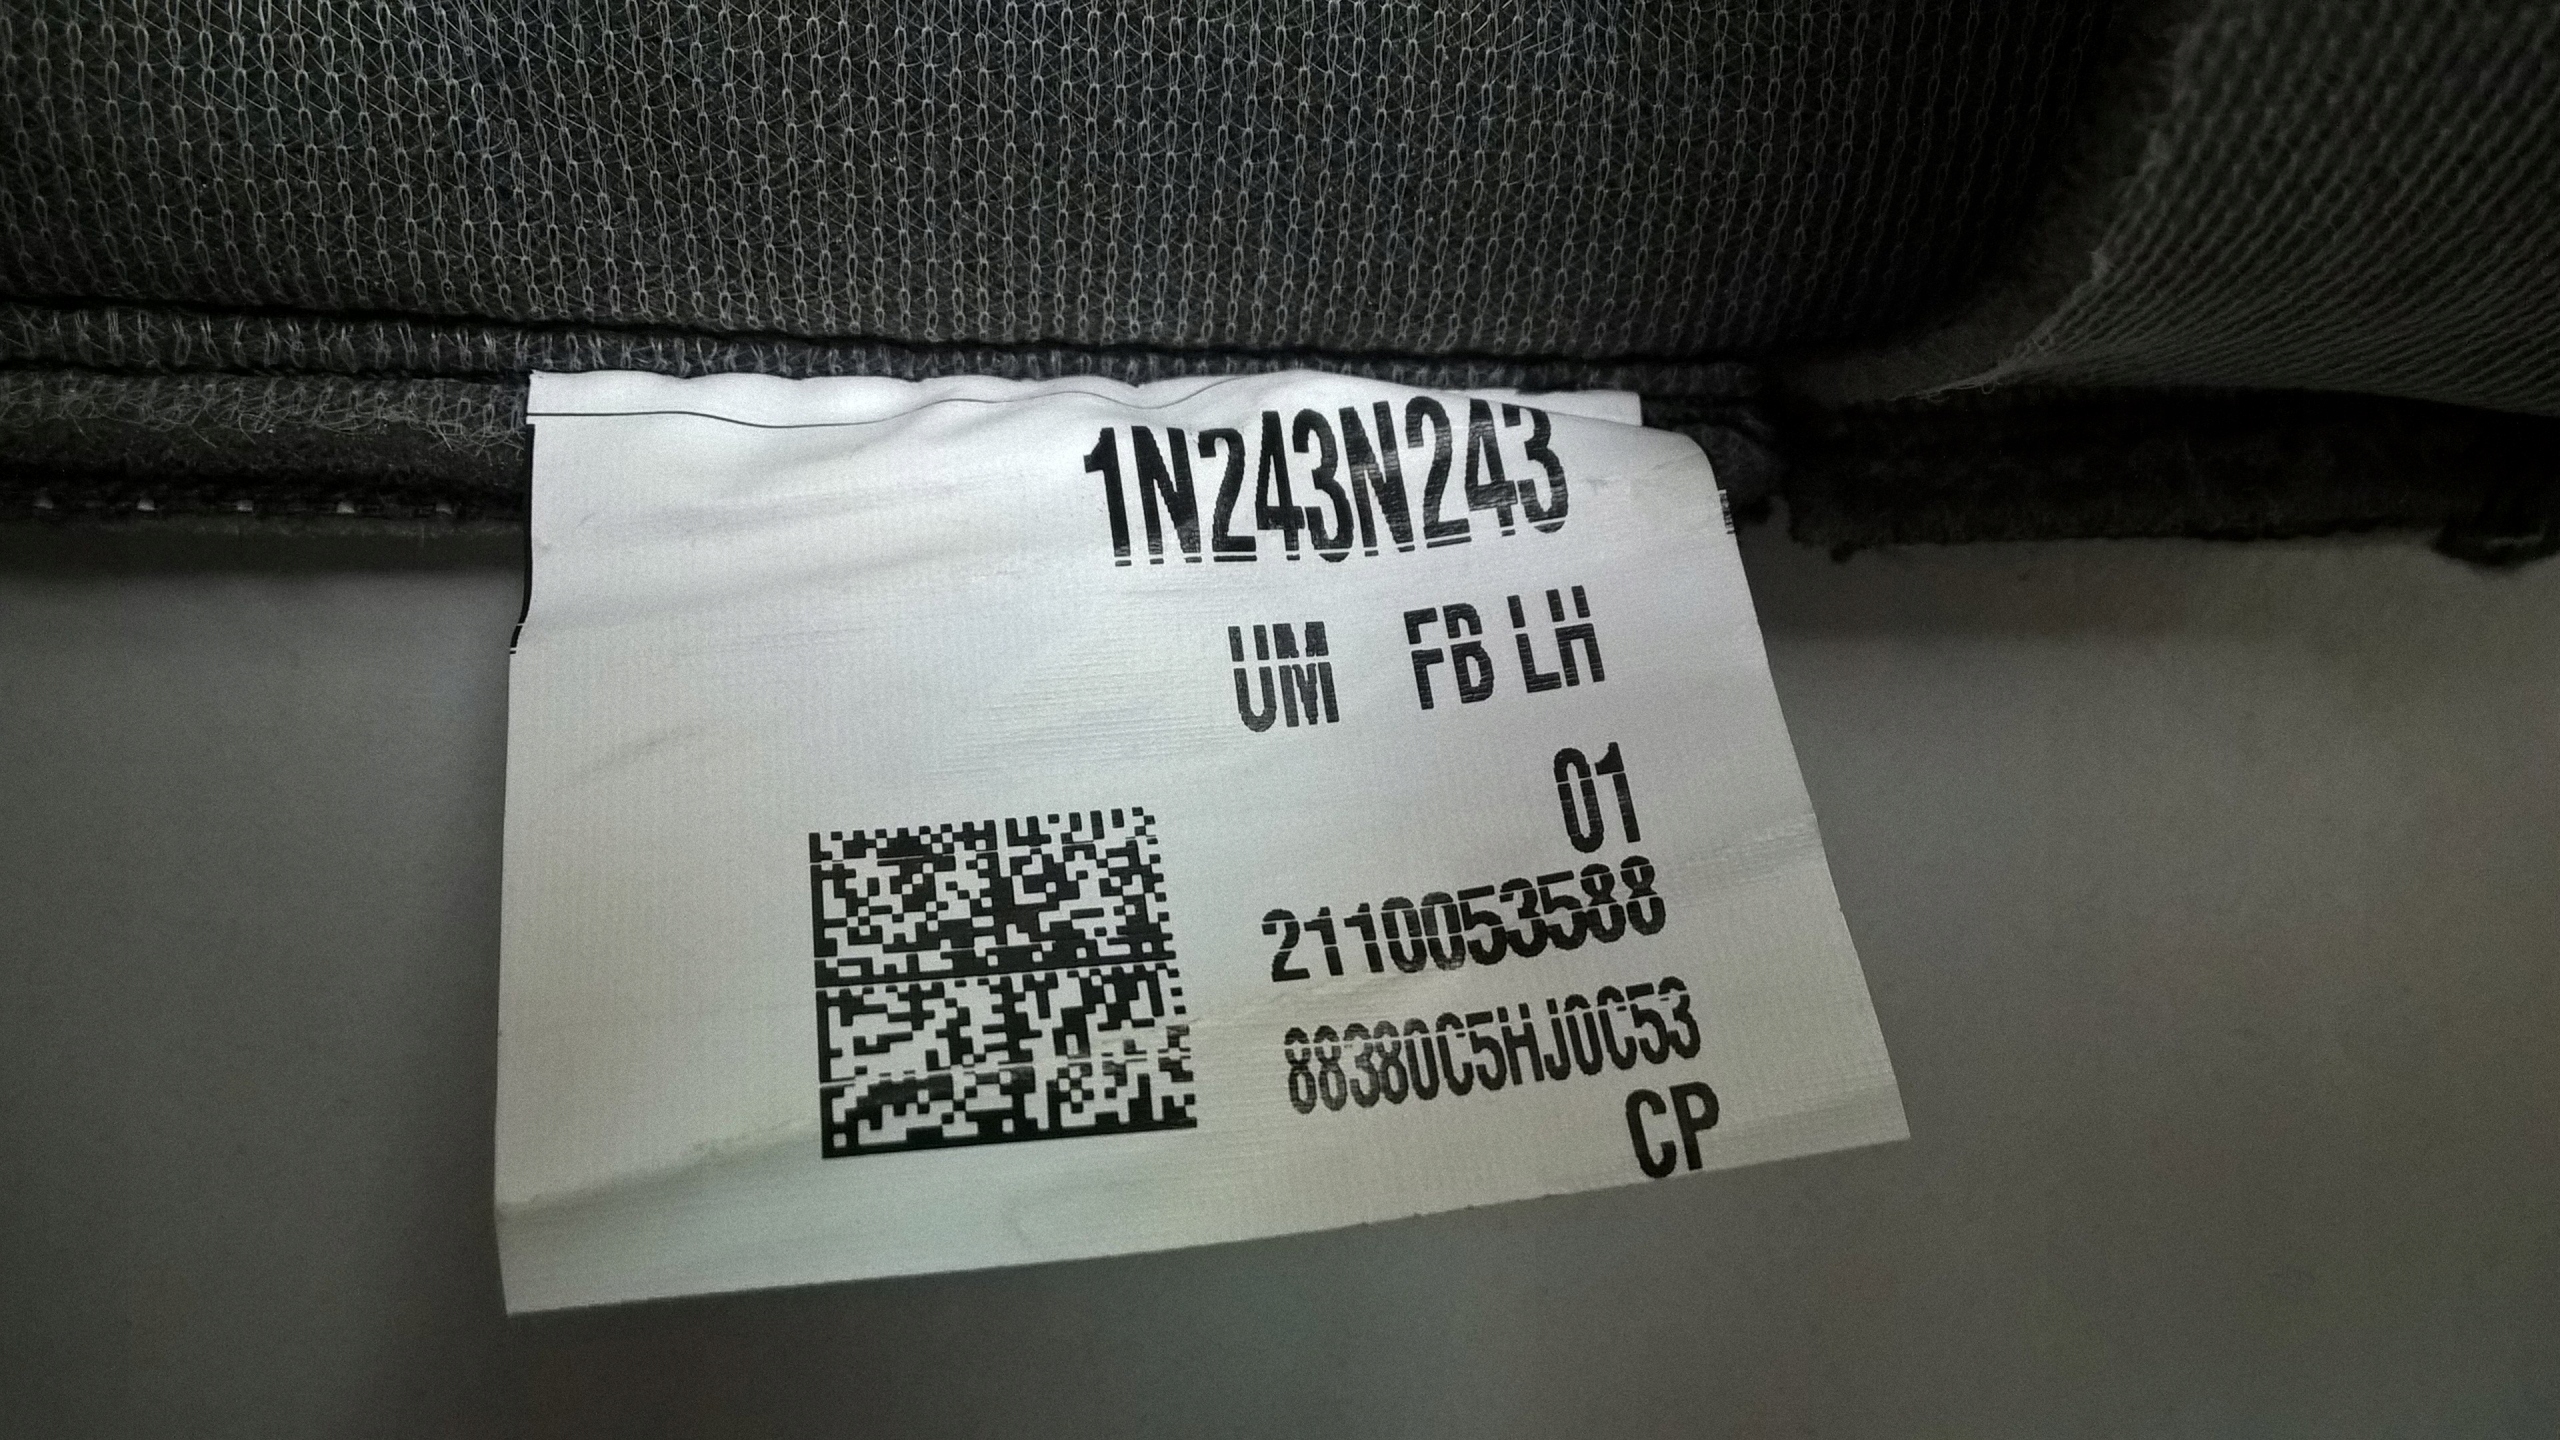 1N243N243
UM FB LH
01
2110053588
88380C5HJ0C53
CP